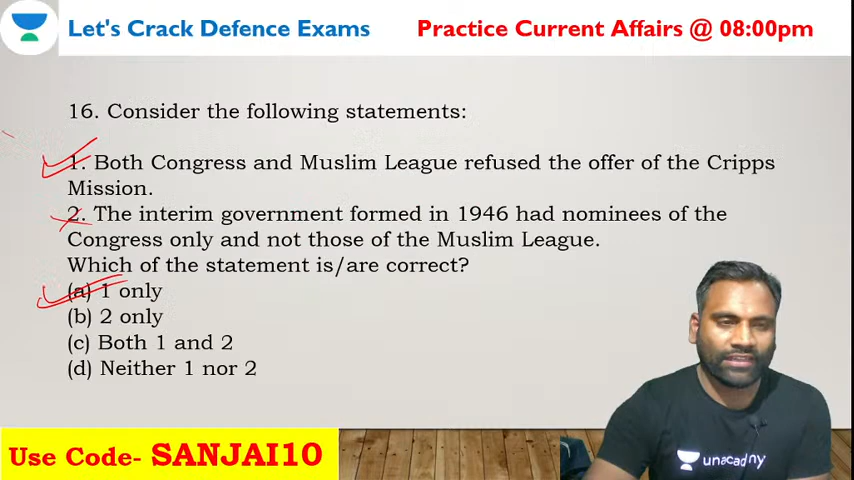 Let's Crack Defence Exams Practice Current Affairs @ 08:00pm
16. Consider the following statements:
1. Both Congress and Muslim League refused the offer of the Cripps
Mission.
2. The interim government formed in 1946 had nominees of the
Congress only and not those of the Muslim League.
Which of the statement is/are correct?
(a) 1 only
(b) 2 only
(c) Both 1 and 2
(d) Neither 1 nor 2
unacademy
Use Code- SANJAI10